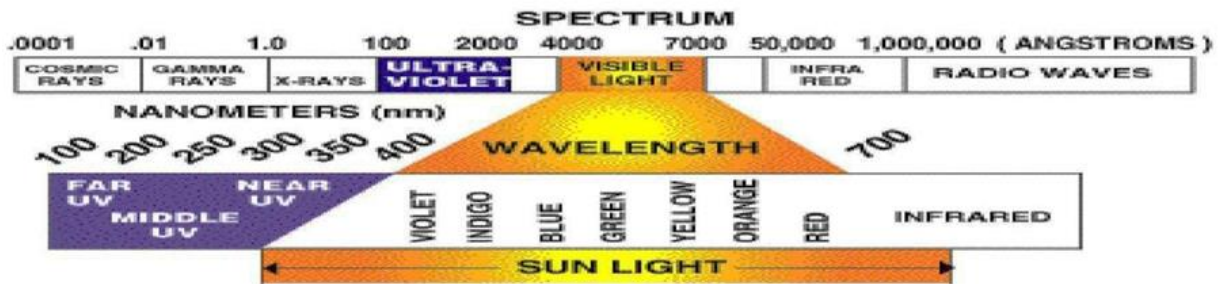 SPECTRUM
.0001 .01 1.0 100 2000 4000 7000 50,000 1,000,000 ( ANGSTROMS )
COSMIC RAYS GAMMA RAYS X-RAYS ULTRA-VIOLET VISIBLE LIGHT INFRA RED RADIO WAVES
NANOMETERS (nm)
100 200 250 300 350 400 WAVELENGTH 700
FAR UV MIDDLE UV NEAR UV VIOLET INDIGO BLUE GREEN YELLOW ORANGE RED INFRARED
SUN LIGHT